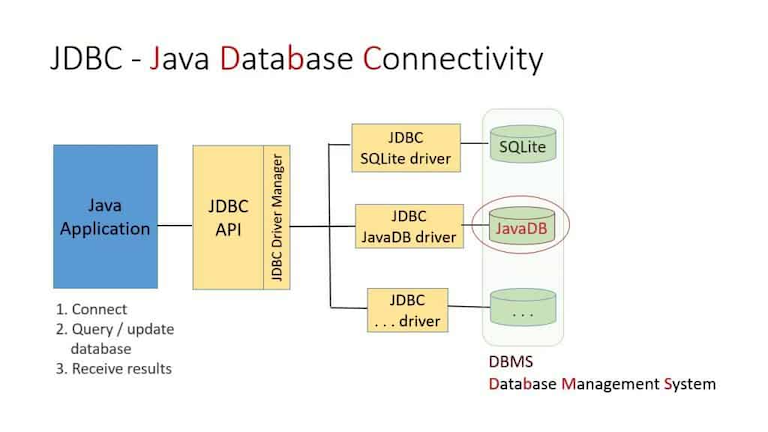 JDBC - Java Database Connectivity
Java
Application
JDBC
API
JDBC Driver Manager
JDBC
SQLite driver
SQLite
JDBC
JavaDB driver
JavaDB
JDBC
. . . driver
. . .
1. Connect
2. Query / update
database
3. Receive results
DBMS
Database Management System